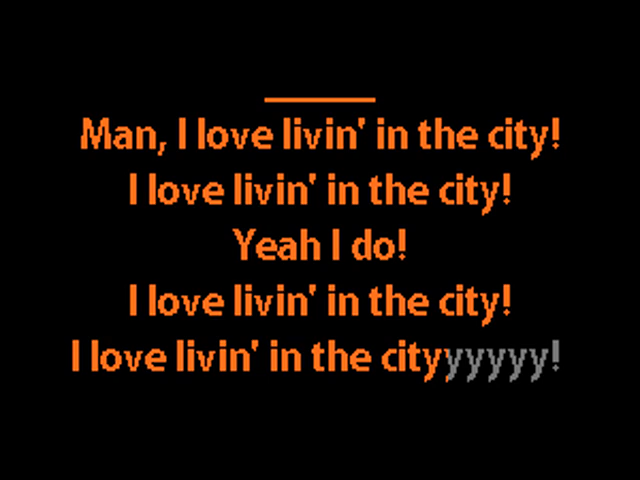 Man, I love livin' in the city!
I love livin' in the city!
Yeah I do!
I love livin' in the city!
I love livin' in the cityyyyyy!